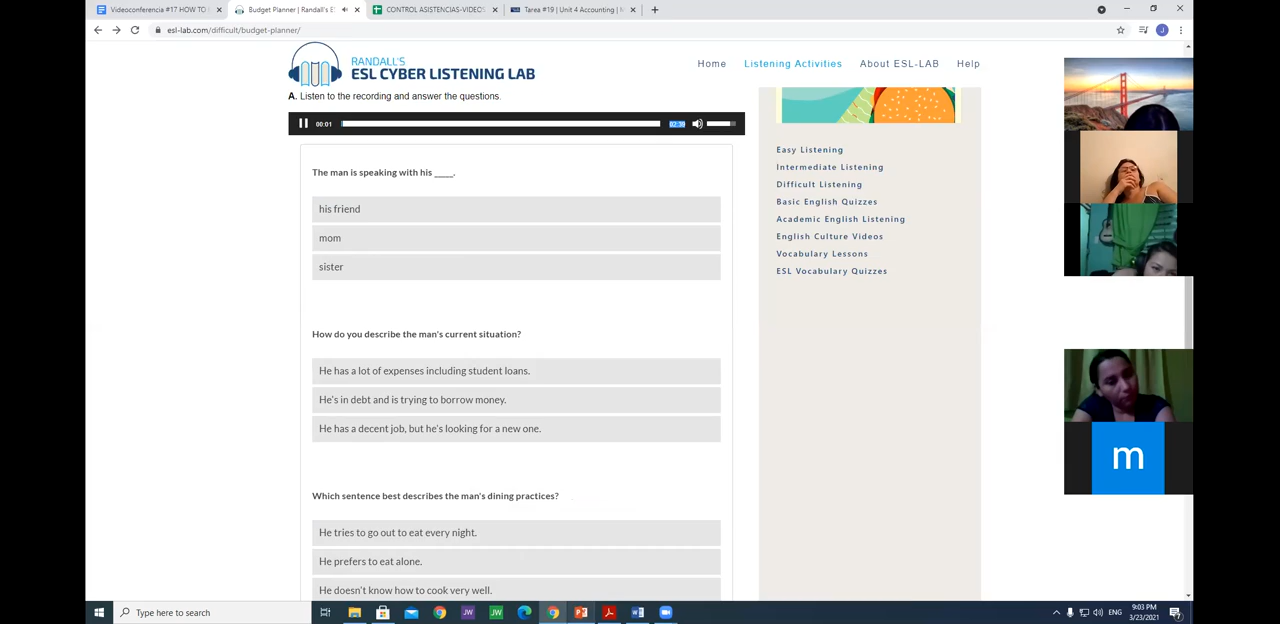 Videoconferencia #17 HOW TO
Budget Planner | Randall's E
CONTROL ASISTENCIAS-VIDEO
Tarea #19 | Unit 4 Accounting |
esl-lab.com/difficult/budget-planner/
RANDALL'S
ESL CYBER LISTENING LAB
Home
Listening Activities
About ESL-LAB
Help
A. Listen to the recording and answer the questions.
00:01
The man is speaking with his ____.
his friend
mom
sister
How do you describe the man's current situation?
He has a lot of expenses including student loans.
He's in debt and is trying to borrow money.
He has a decent job, but he's looking for a new one.
Which sentence best describes the man's dining practices?
He tries to go out to eat every night.
He prefers to eat alone.
He doesn't know how to cook very well.
Easy Listening
Intermediate Listening
Difficult Listening
Basic English Quizzes
Academic English Listening
English Culture Videos
Vocabulary Lessons
ESL Vocabulary Quizzes
m
Type here to search
ENG
9:03 PM
3/23/2021